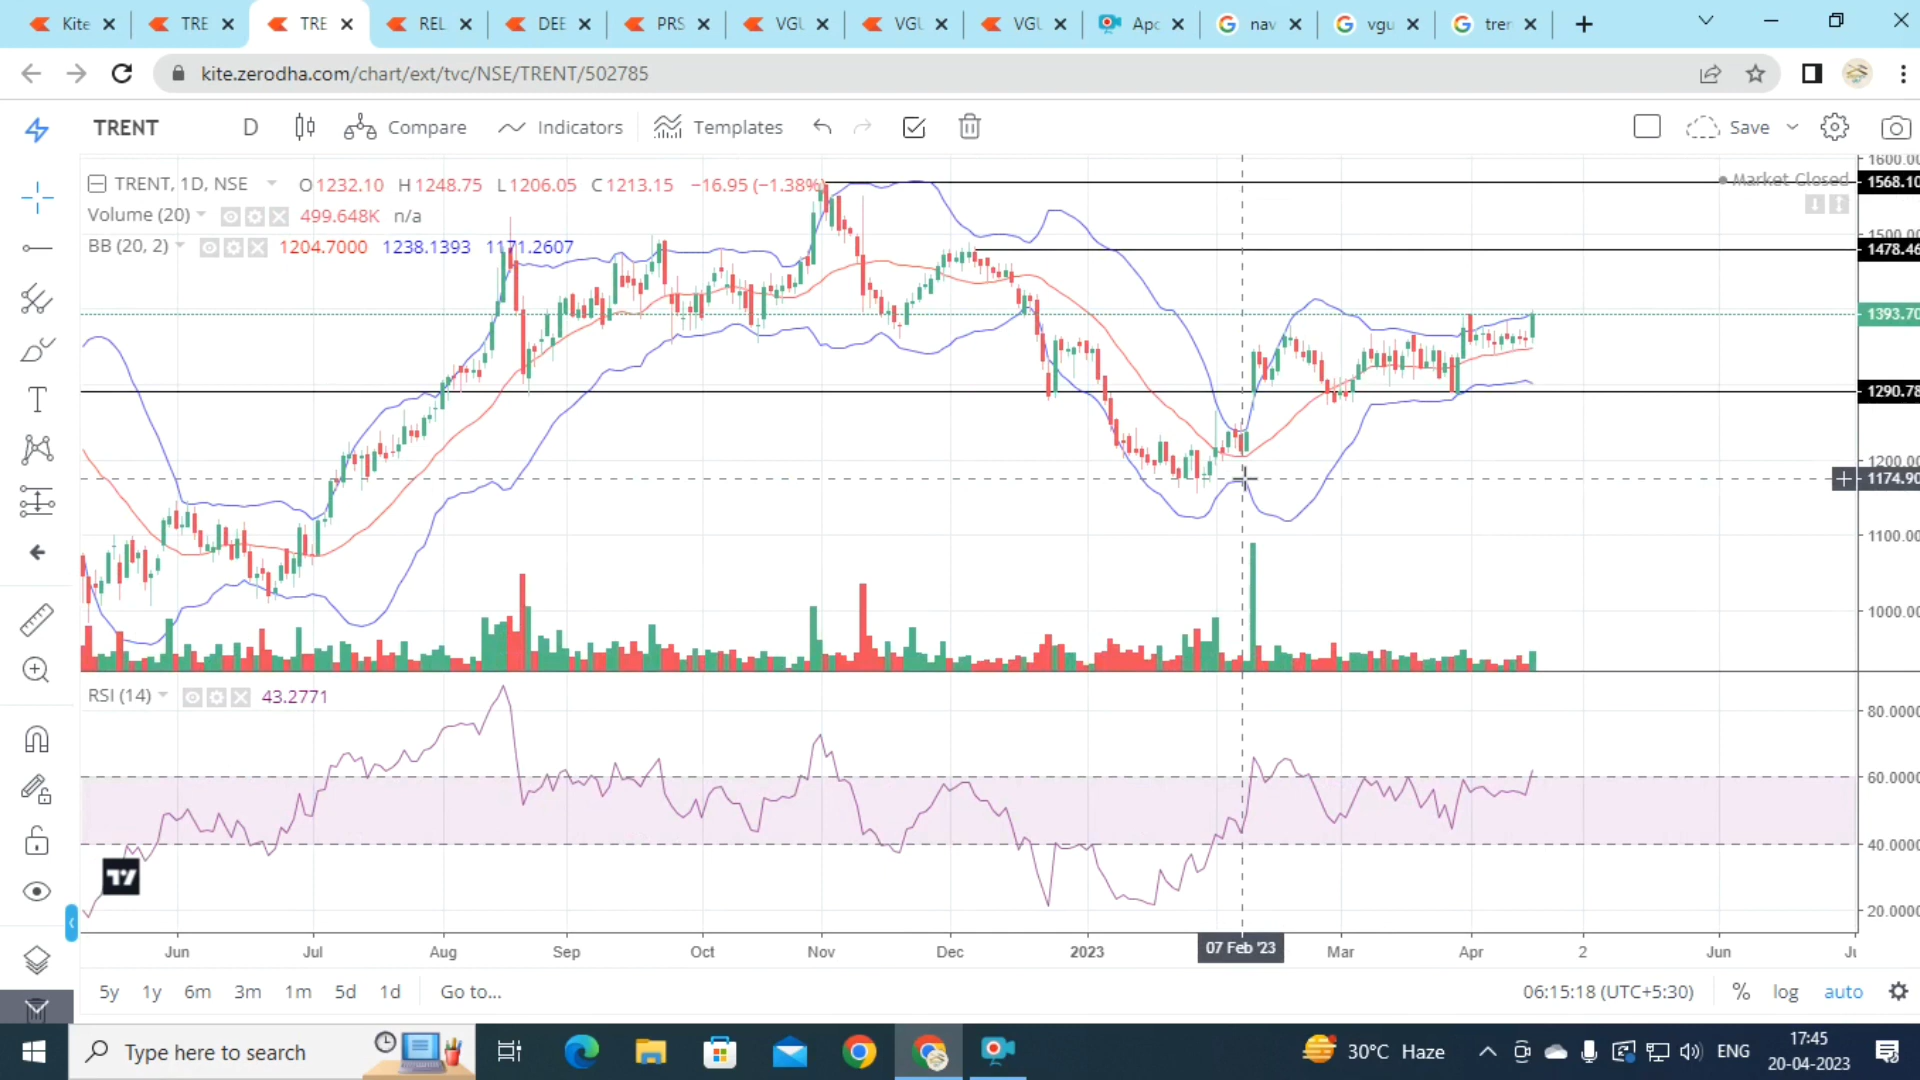 Kite
TRE
TRE
REL
DEE
PRS
VGU
VGU
VGU
Apo
nav
vgu
tren
kite.zerodha.com/chart/ext/tvc/NSE/TRENT/502785
TRENT D Compare Indicators Templates Save
TRENT, 1D, NSE O1232.10 H1248.75 L1206.05 C1213.15 −16.95 (−1.38%)
Market Closed
Volume (20) 499.648K n/a
BB (20, 2) 1204.7000 1238.1393 1171.2607
1600.00
1568.10
1500.00
1478.46
1393.70
1290.78
1200.00
1174.90
1100.00
1000.00
RSI (14) 43.2771
80.0000
60.0000
40.0000
20.0000
Jun Jul Aug Sep Oct Nov Dec 2023 07 Feb '23 Mar Apr 2 Jun
5y 1y 6m 3m 1m 5d 1d Go to... 06:15:18 (UTC+5:30) % log auto
Type here to search
30°C Haze
ENG
17:45
20-04-2023